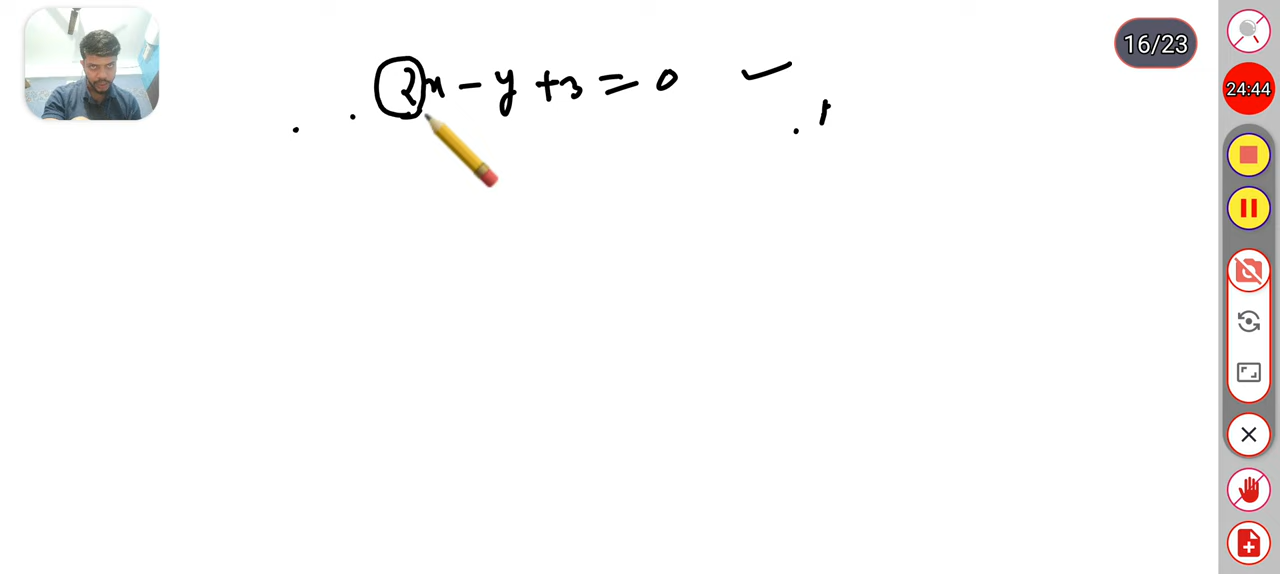 16/23
2x - y + 3 = 0
24:44